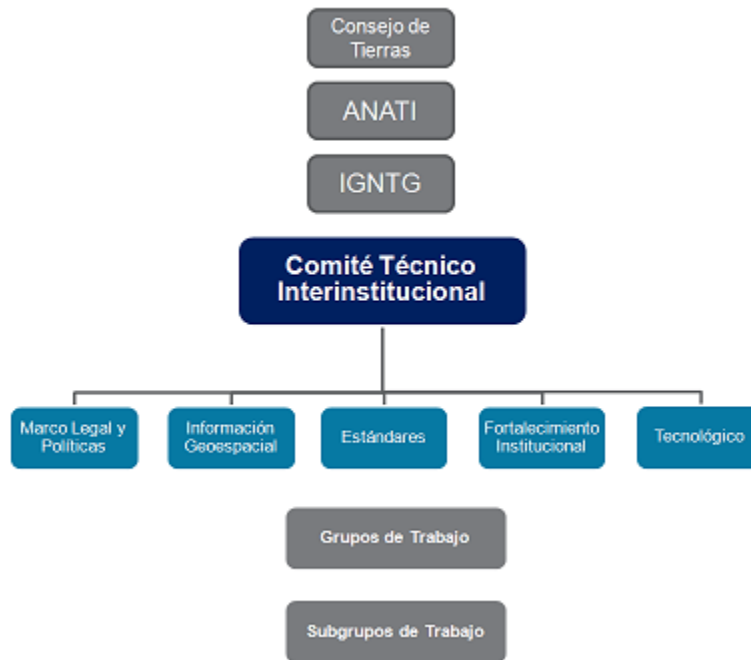 Consejo de
Tierras
ANATI
IGNTG
Comité Técnico
Interinstitucional
Marco Legal y
Políticas
Información
Geoespacial
Estándares
Fortalecimiento
Institucional
Tecnológico
Grupos de Trabajo
Subgrupos de Trabajo